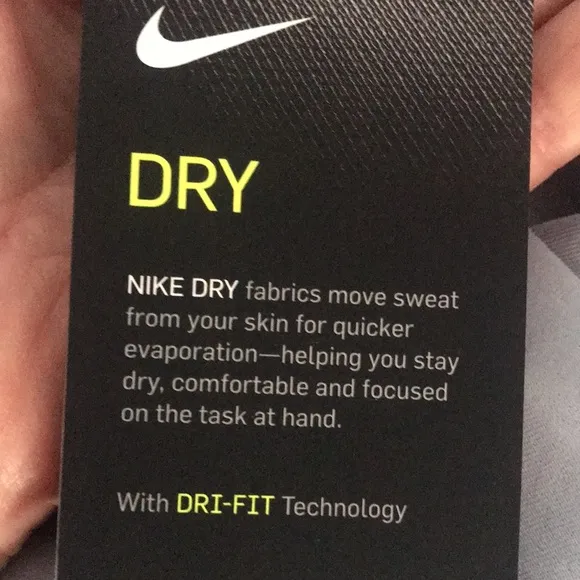 DRY
NIKE DRY fabrics move sweat
from your skin for quicker
evaporation—helping you stay
dry, comfortable and focused
on the task at hand.
With DRI-FIT Technology